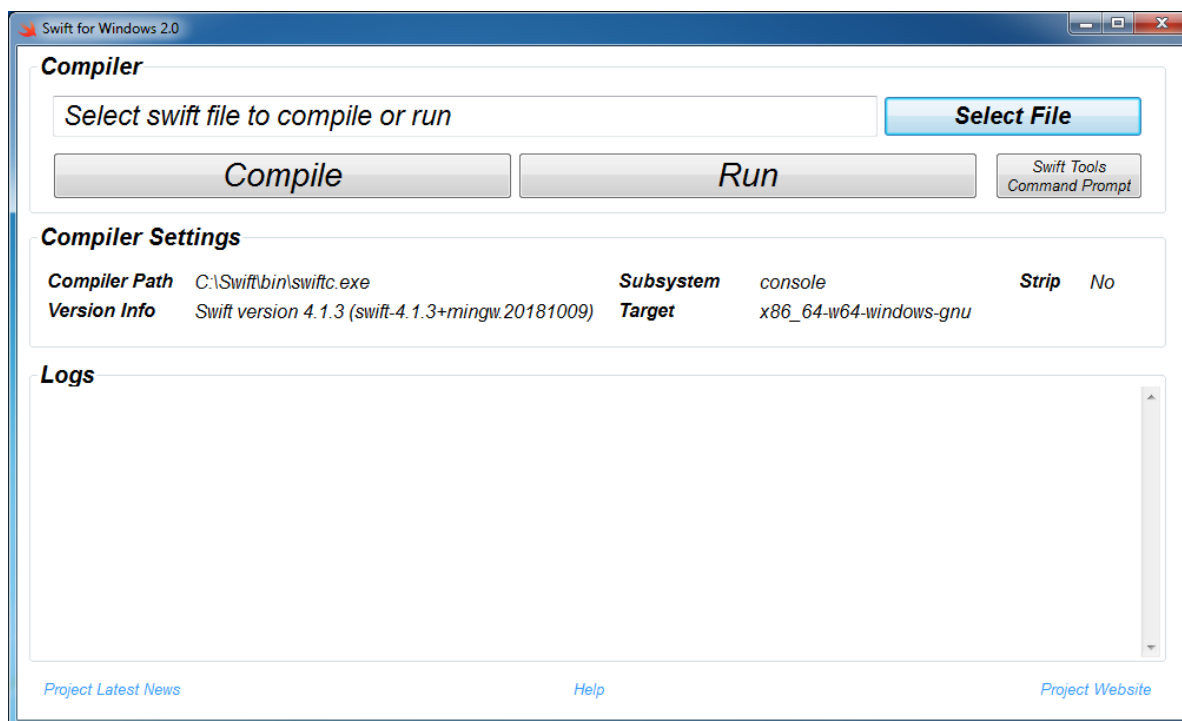 Swift for Windows 2.0
Compiler
Select swift file to compile or run
Select File
Compile
Run
Swift Tools
Command Prompt
Compiler Settings
Compiler Path C:\Swift\bin\swiftc.exe Subsystem console Strip No
Version Info Swift version 4.1.3 (swift-4.1.3+mingw.20181009) Target x86_64-w64-windows-gnu
Logs
Project Latest News Help Project Website